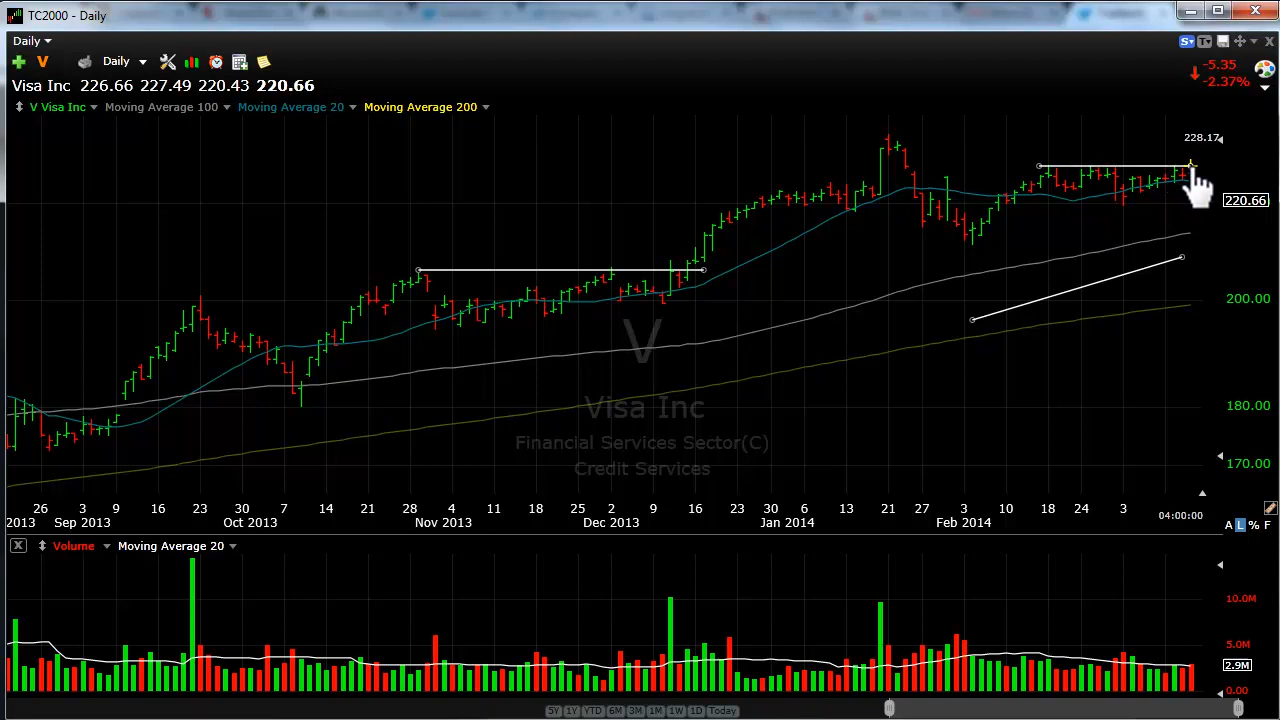 TC2000 - Daily
Daily
S T
V Daily
-5.35
-2.37%
Visa Inc 226.66 227.49 220.43 220.66
V Visa Inc Moving Average 100 Moving Average 20 Moving Average 200
228.17
220.66
200.00
V
Visa Inc
Financial Services Sector(C)
Credit Services
180.00
170.00
26 3 9 16 23 30 7 14 21 28 4 11 18 25 2 9 16 23 30 6 13 21 27 3 10 18 24 3
2013 Sep 2013 Oct 2013 Nov 2013 Dec 2013 Jan 2014 Feb 2014
04:00:00
A L % F
X Volume Moving Average 20
10.0M
5.0M
2.9M
0.00
5Y 1Y YTD 6M 3M 1M 1W 1D Today